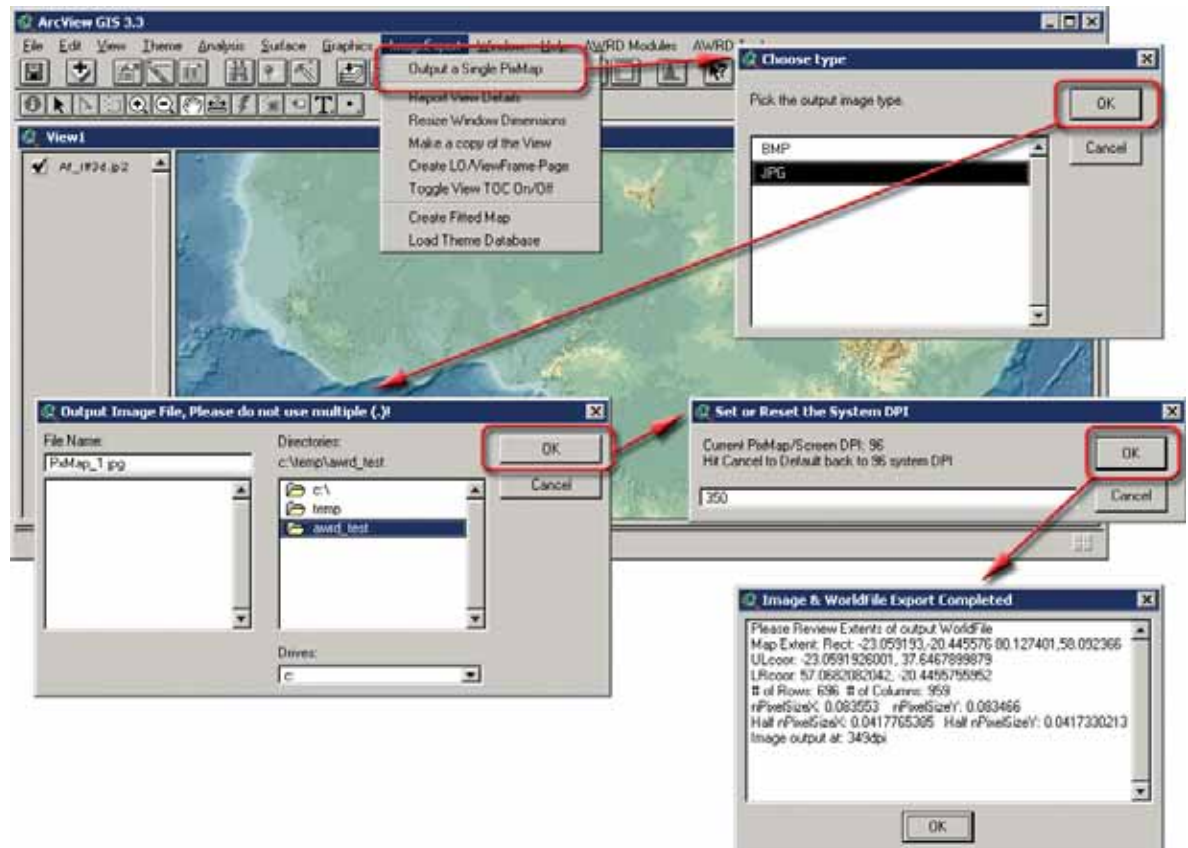 ArcView GIS 3.3
File Edit View Theme Analysis Surface Graphics ImageExport Window Help AWRD Modules AWRD
Output a Single PixMap
Report View Details
Resize Window Dimensions
Make a copy of the View
Create LO/ViewFrame-Page
Toggle View TOC On/Off
Create Fitted Map
Load Theme Database
View1
Choose type
Pick the output image type.
BMP
JPG
OK
Cancel
Output Image File, Please do not use multiple (.)!
File Name:
PixMap_1.jpg
Directories:
c:\temp\awrd_test
c:\
temp
awrd_test
Drives:
c:
OK
Cancel
Set or Reset the System DPI
Current PixMap/Screen DPI: 96
Hit Cancel to Default back to 96 system DPI
350
OK
Cancel
Image & WorldFile Export Completed
Please Review Extents of output WorldFile
Map Extent: Rect: -23.059193,-20.445576 80.127401,58.092366
ULcoor: -23.0591926001, 37.6467899879
LRcoor: 57.0682082042, -20.4455755952
# of Rows: 696 # of Columns: 959
nPixelSizeX: 0.083553 nPixelSizeY: 0.083466
Half nPixelSizeX: 0.0417765385 Half nPixelSizeY: 0.0417330213
Image output at: 349dpi
OK